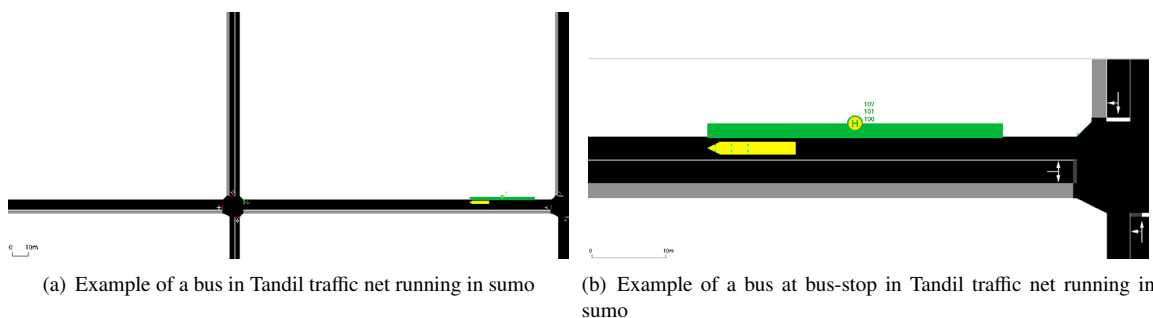 102
101
100
H
0 10m
0 10m
(a) Example of a bus in Tandil traffic net running in sumo
(b) Example of a bus at bus-stop in Tandil traffic net running in
sumo